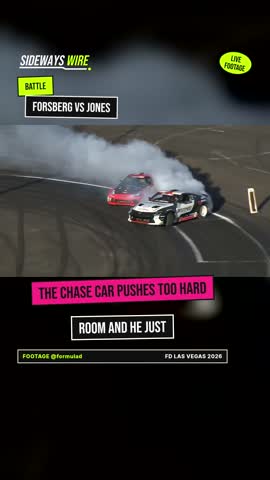 SIDEWAYS WIRE.
LIVE
FOOTAGE
BATTLE
FORSBERG VS JONES
THE CHASE CAR PUSHES TOO HARD
ROOM AND HE JUST
FOOTAGE @formulad
FD LAS VEGAS 2026